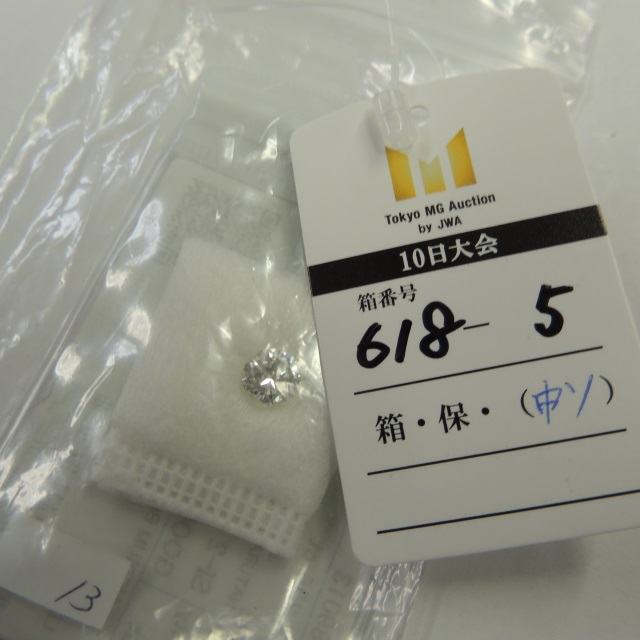 Tokyo MG Auction
by JWA
10日大会
箱番号
618- 5
箱・保・(中ソ)
13